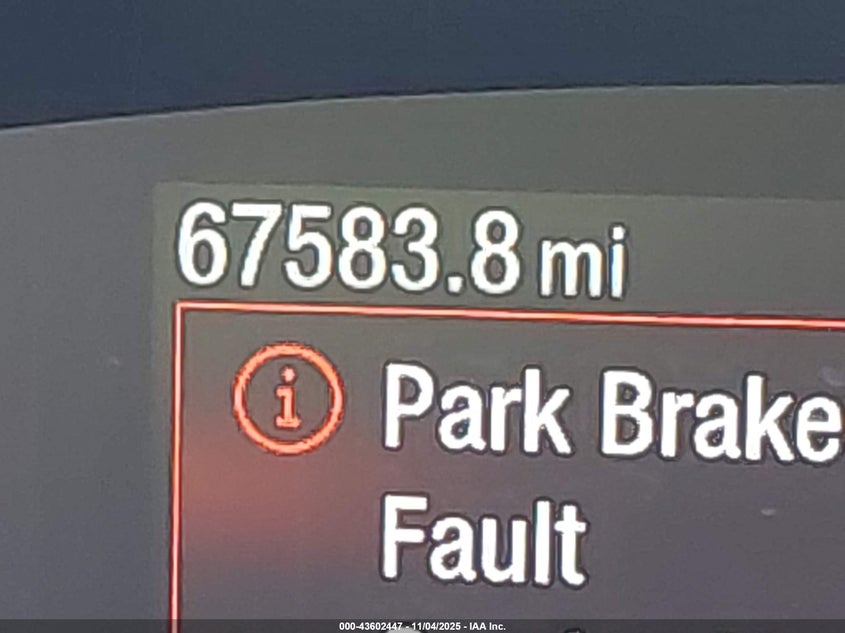 67583.8 mi
i Park Brake
Fault
000-43602447 - 11/04/2025 - IAA Inc.